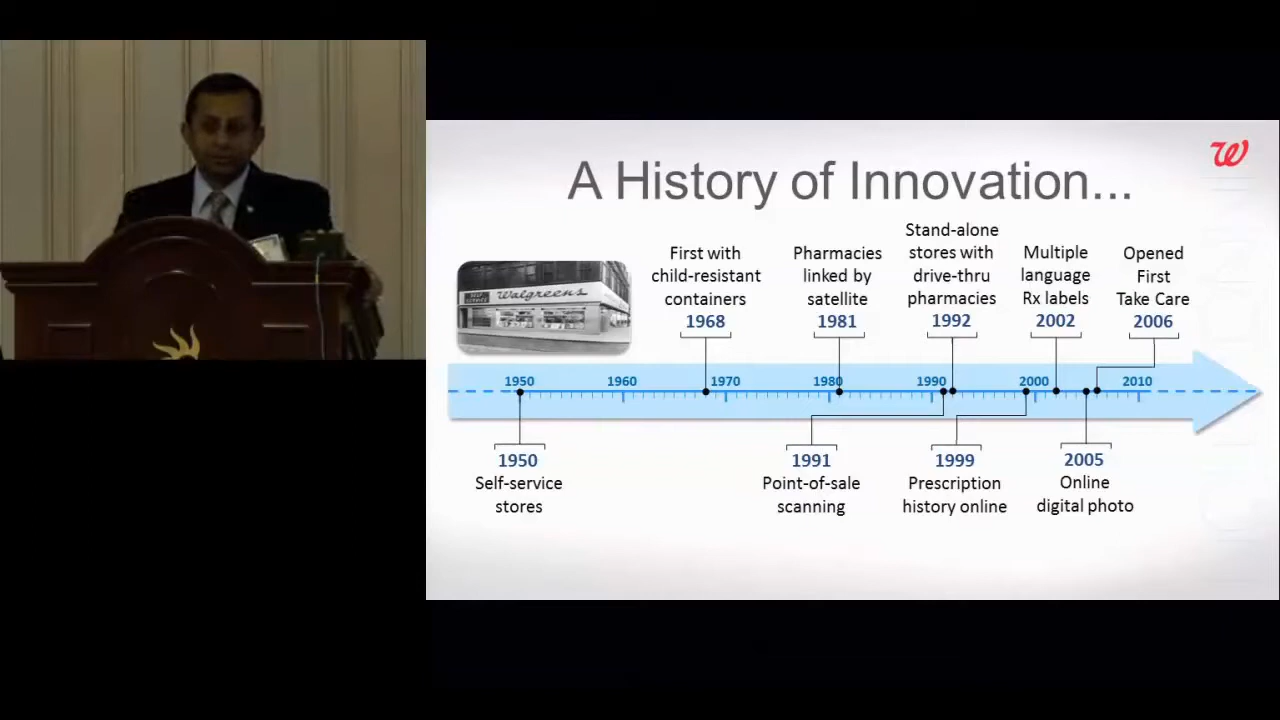 A History of Innovation...
W
SELF
SERVICE
Walgreens
First with
child-resistant
containers
1968
Pharmacies
linked by
satellite
1981
Stand-alone
stores with
drive-thru
pharmacies
1992
Multiple
language
Rx labels
2002
Opened
First
Take Care
2006
1950 1960 1970 1980 1990 2000 2010
1950
Self-service
stores
1991
Point-of-sale
scanning
1999
Prescription
history online
2005
Online
digital photo